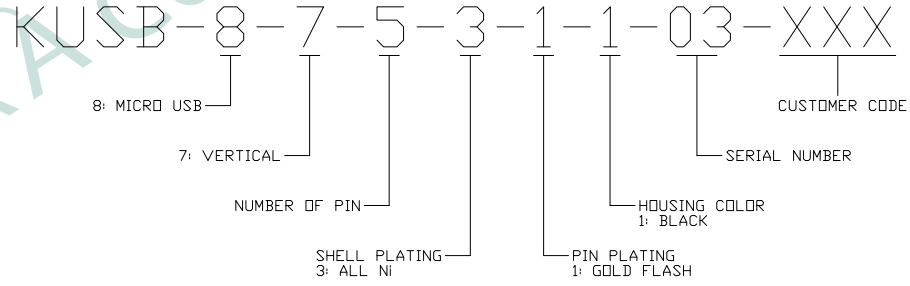 KUSB-8-7-5-3-1-1-03-XXX
8: MICRO USB
CUSTOMER CODE
7: VERTICAL
SERIAL NUMBER
NUMBER OF PIN
HOUSING COLOR
1: BLACK
SHELL PLATING
3: ALL Ni
PIN PLATING
1: GOLD FLASH